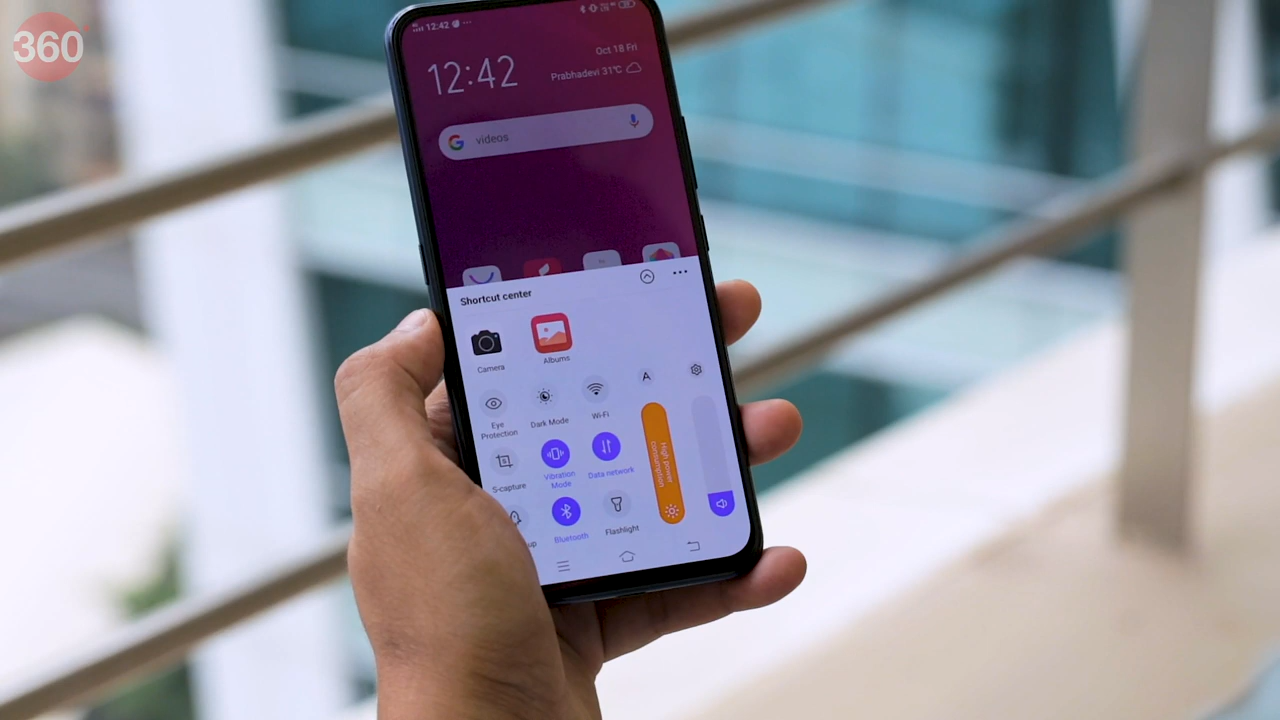 360
12:42
12:42
Oct 18 Fri
Prabhadevi 31°C
videos
Shortcut center
Camera
Albums
A
Eye
Protection
Dark Mode
Wi-Fi
High power
consumption
S-capture
Vibration
Mode
Data network
up
Bluetooth
Flashlight